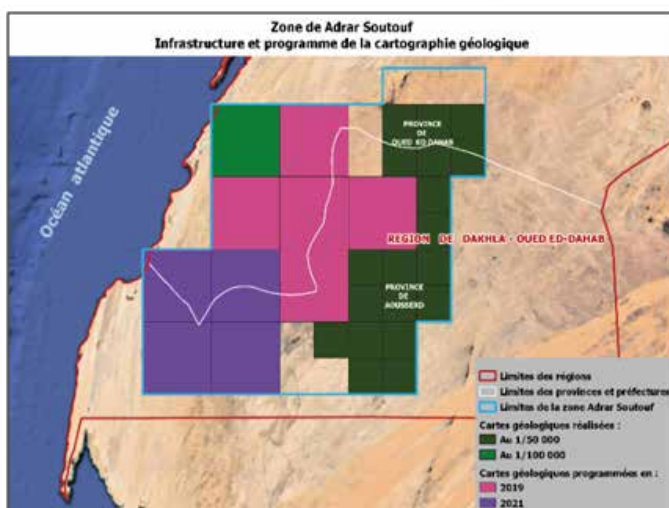 Zone de Adrar Soutouf
Infrastructure et programme de la cartographie géologique
Océan atlantique
PROVINCE
DE
OUED ED DAHAB
REGION DE DAKHLA - OUED ED-DAHAB
PROVINCE
DE
AOUSSERD
Limites des régions
Limites des provinces et préfectures
Limites de la zone Adrar Soutouf
Cartes géologiques réalisées :
Au 1/50 000
Au 1/100 000
Cartes géologiques programmées en :
2019
2021